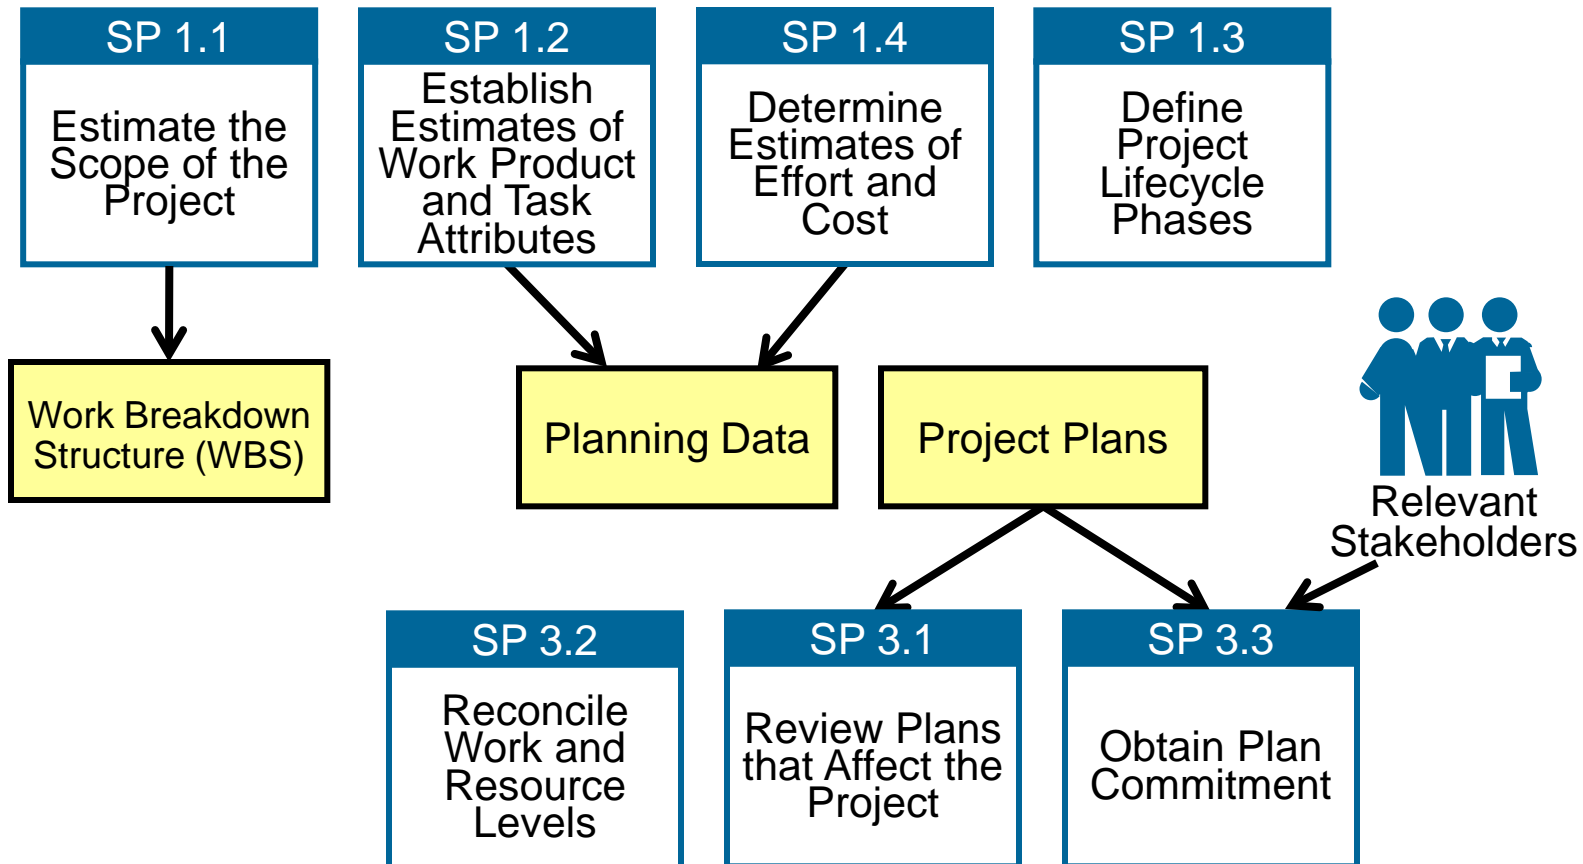 SP 1.1
Estimate the
Scope of the
Project
SP 1.2
Establish
Estimates of
Work Product
and Task
Attributes
SP 1.4
Determine
Estimates of
Effort and
Cost
SP 1.3
Define
Project
Lifecycle
Phases
Work Breakdown
Structure (WBS)
Planning Data
Project Plans
Relevant
Stakeholders
SP 3.2
Reconcile
Work and
Resource
Levels
SP 3.1
Review Plans
that Affect the
Project
SP 3.3
Obtain Plan
Commitment